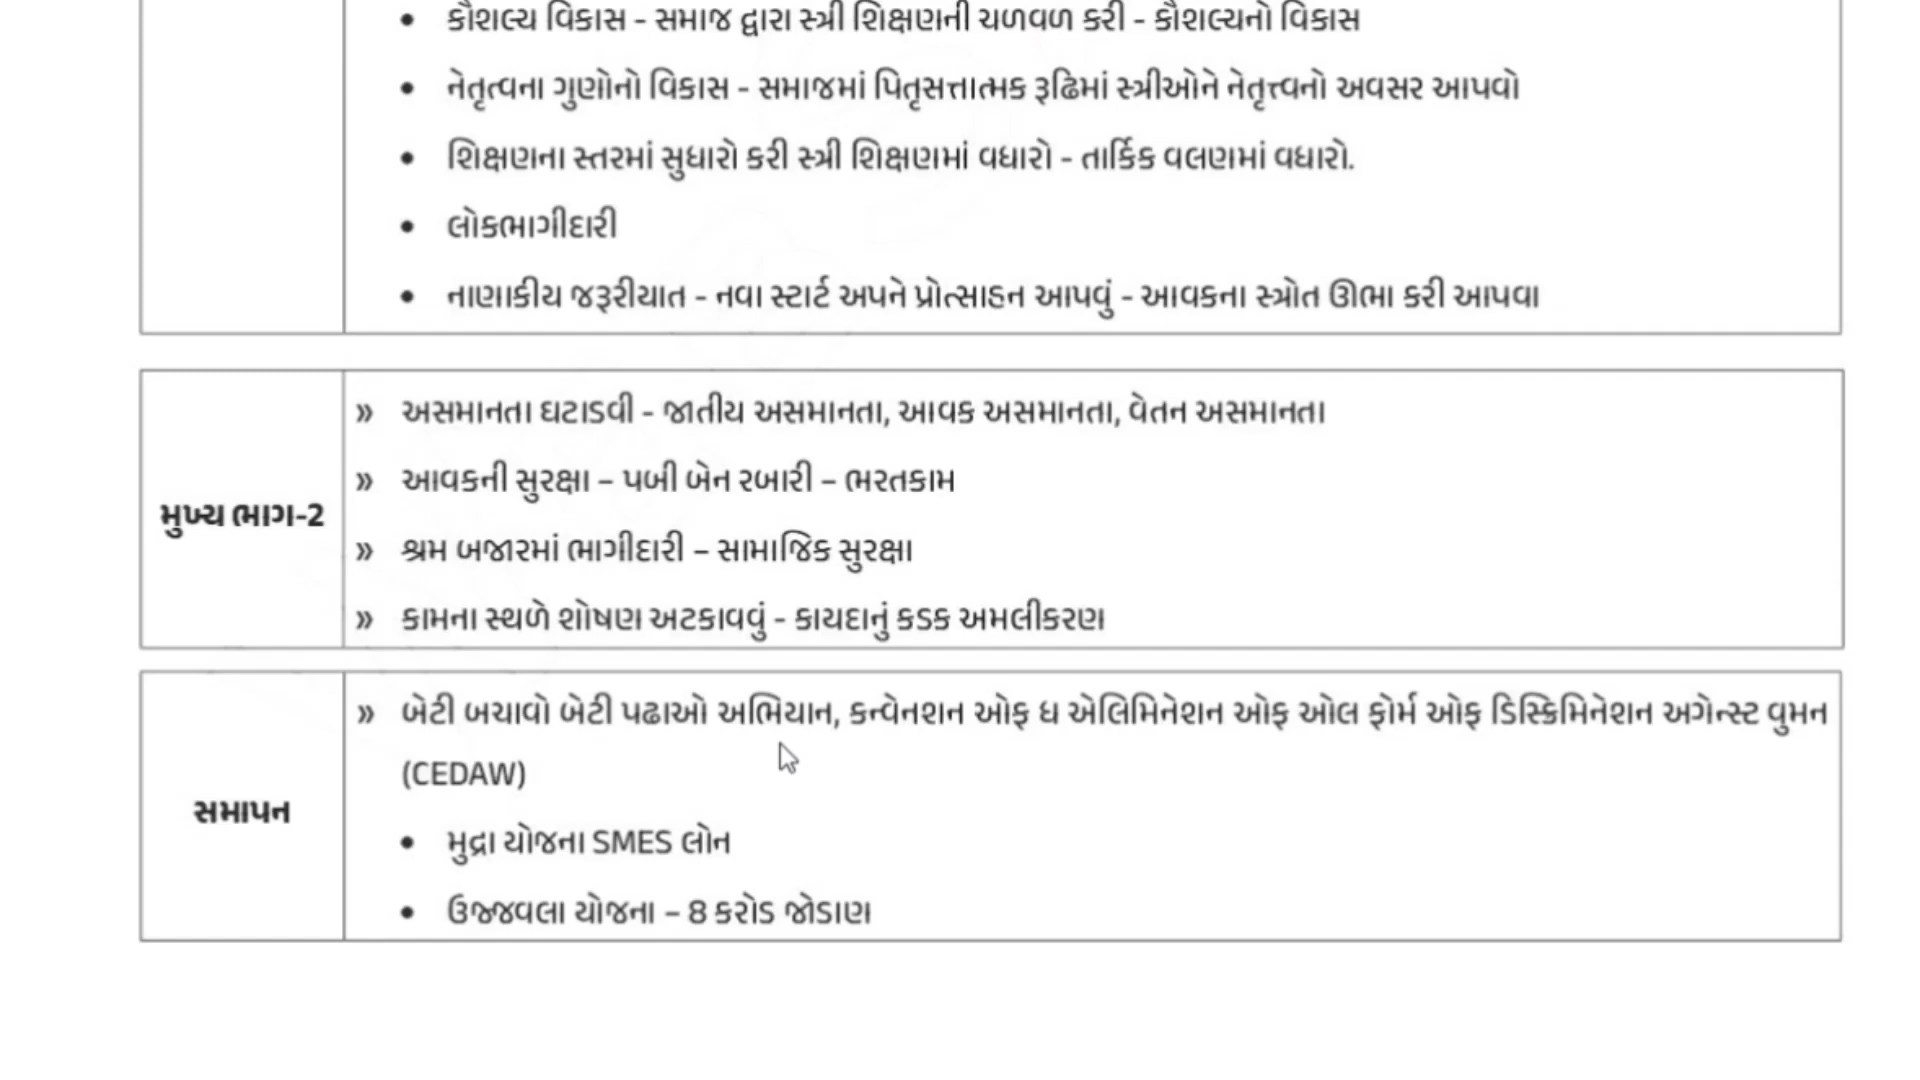 • કૌશલ્ય વિકાસ - સમાજ દ્વારા સ્ત્રી શિક્ષણની ચળવળ કરી - કૌશલ્યનો વિકાસ
• નેતૃત્વના ગુણોનો વિકાસ - સમાજમાં પિતૃસત્તાત્મક રૂઢિમાં સ્ત્રીઓને નેતૃત્ત્વનો અવસર આપવો
• શિક્ષણના સ્તરમાં સુધારો કરી સ્ત્રી શિક્ષણમાં વધારો - તાર્કિક વલણમાં વધારો.
• લોકભાગીદારી
• નાણાકીય જરૂરીયાત - નવા સ્ટાર્ટ અપને પ્રોત્સાહન આપવું - આવકના સ્ત્રોત ઊભા કરી આપવા
મુખ્ય ભાગ-2
» અસમાનતા ઘટાડવી - જાતીય અસમાનતા, આવક અસમાનતા, વેતન અસમાનતા
» આવકની સુરક્ષા – પબી બેન રબારી – ભરતકામ
» શ્રમ બજારમાં ભાગીદારી – સામાજિક સુરક્ષા
» કામના સ્થળે શોષણ અટકાવવું - કાયદાનું કડક અમલીકરણ
સમાપન
» બેટી બચાવો બેટી પઢાઓ અભિયાન, કન્વેનશન ઓફ ધ એલિમિનેશન ઓફ ઓલ ફોર્મ ઓફ ડિસ્ક્રિમિનેશન અગેન્સ્ટ વુમન
(CEDAW)
• મુદ્રા યોજના SMES લોન
• ઉજ્જવલા યોજના – 8 કરોડ જોડાણ